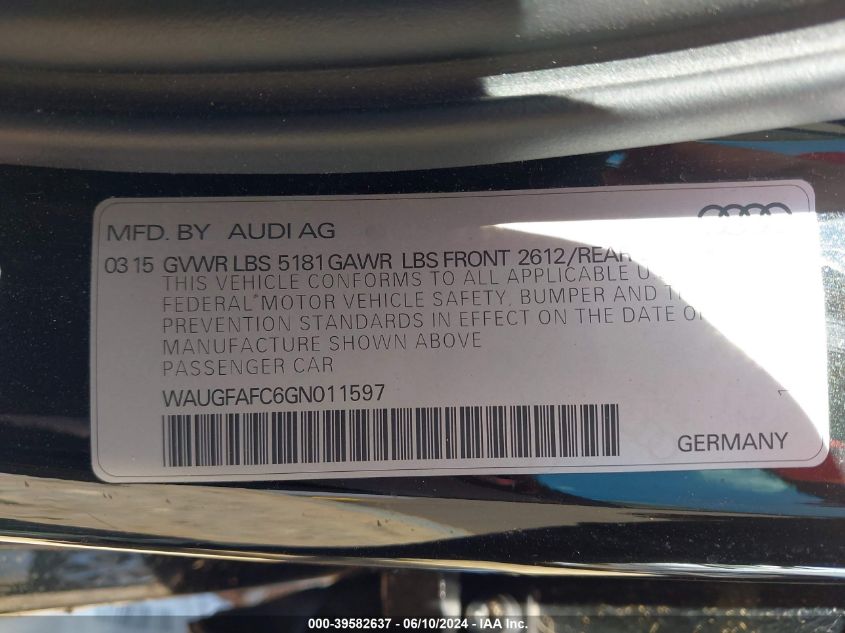 MFD. BY AUDI AG
03 15 GVWR LBS 5181 GAWR LBS FRONT 2612/REAR
THIS VEHICLE CONFORMS TO ALL APPLICABLE
FEDERAL MOTOR VEHICLE SAFETY, BUMPER AND
PREVENTION STANDARDS IN EFFECT ON THE DATE OF
MANUFACTURE SHOWN ABOVE
PASSENGER CAR
WAUGFAFC6GN011597
GERMANY
000-39582637 - 06/10/2024 - IAA Inc.